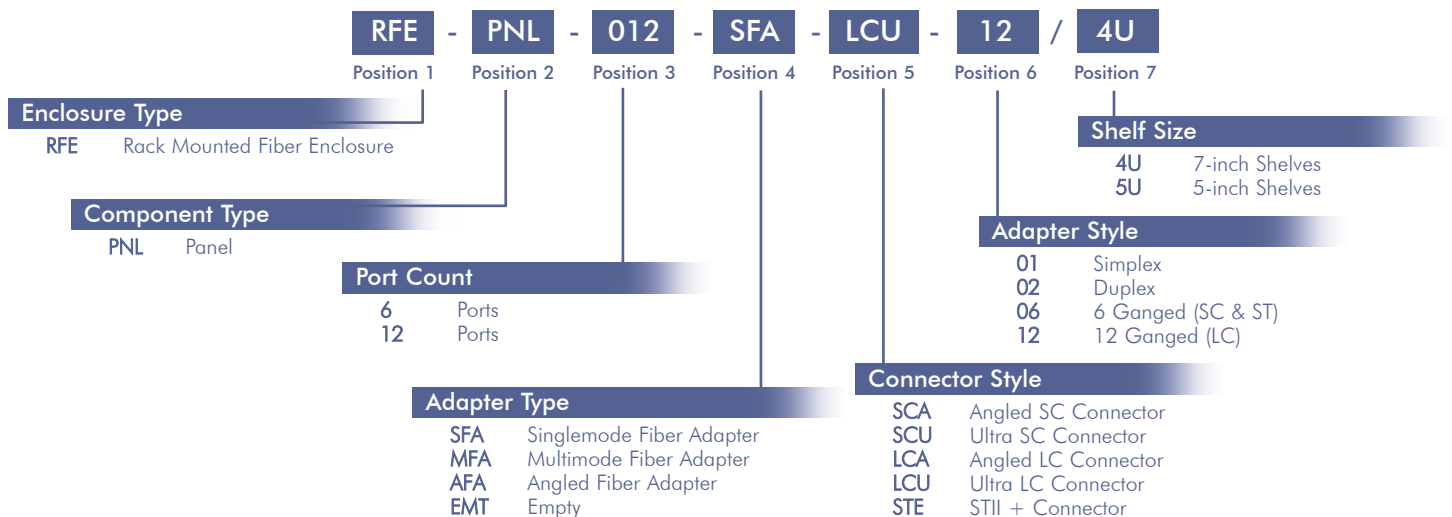 RFE - PNL - 012 - SFA - LCU - 12 / 4U
Position 1 Position 2 Position 3 Position 4 Position 5 Position 6 Position 7
Enclosure Type
RFE Rack Mounted Fiber Enclosure
Component Type
PNL Panel
Port Count
6 Ports
12 Ports
Adapter Type
SFA Singlemode Fiber Adapter
MFA Multimode Fiber Adapter
AFA Angled Fiber Adapter
EMT Empty
Connector Style
SCA Angled SC Connector
SCU Ultra SC Connector
LCA Angled LC Connector
LCU Ultra LC Connector
STE STII + Connector
Adapter Style
01 Simplex
02 Duplex
06 6 Ganged (SC & ST)
12 12 Ganged (LC)
Shelf Size
4U 7-inch Shelves
5U 5-inch Shelves